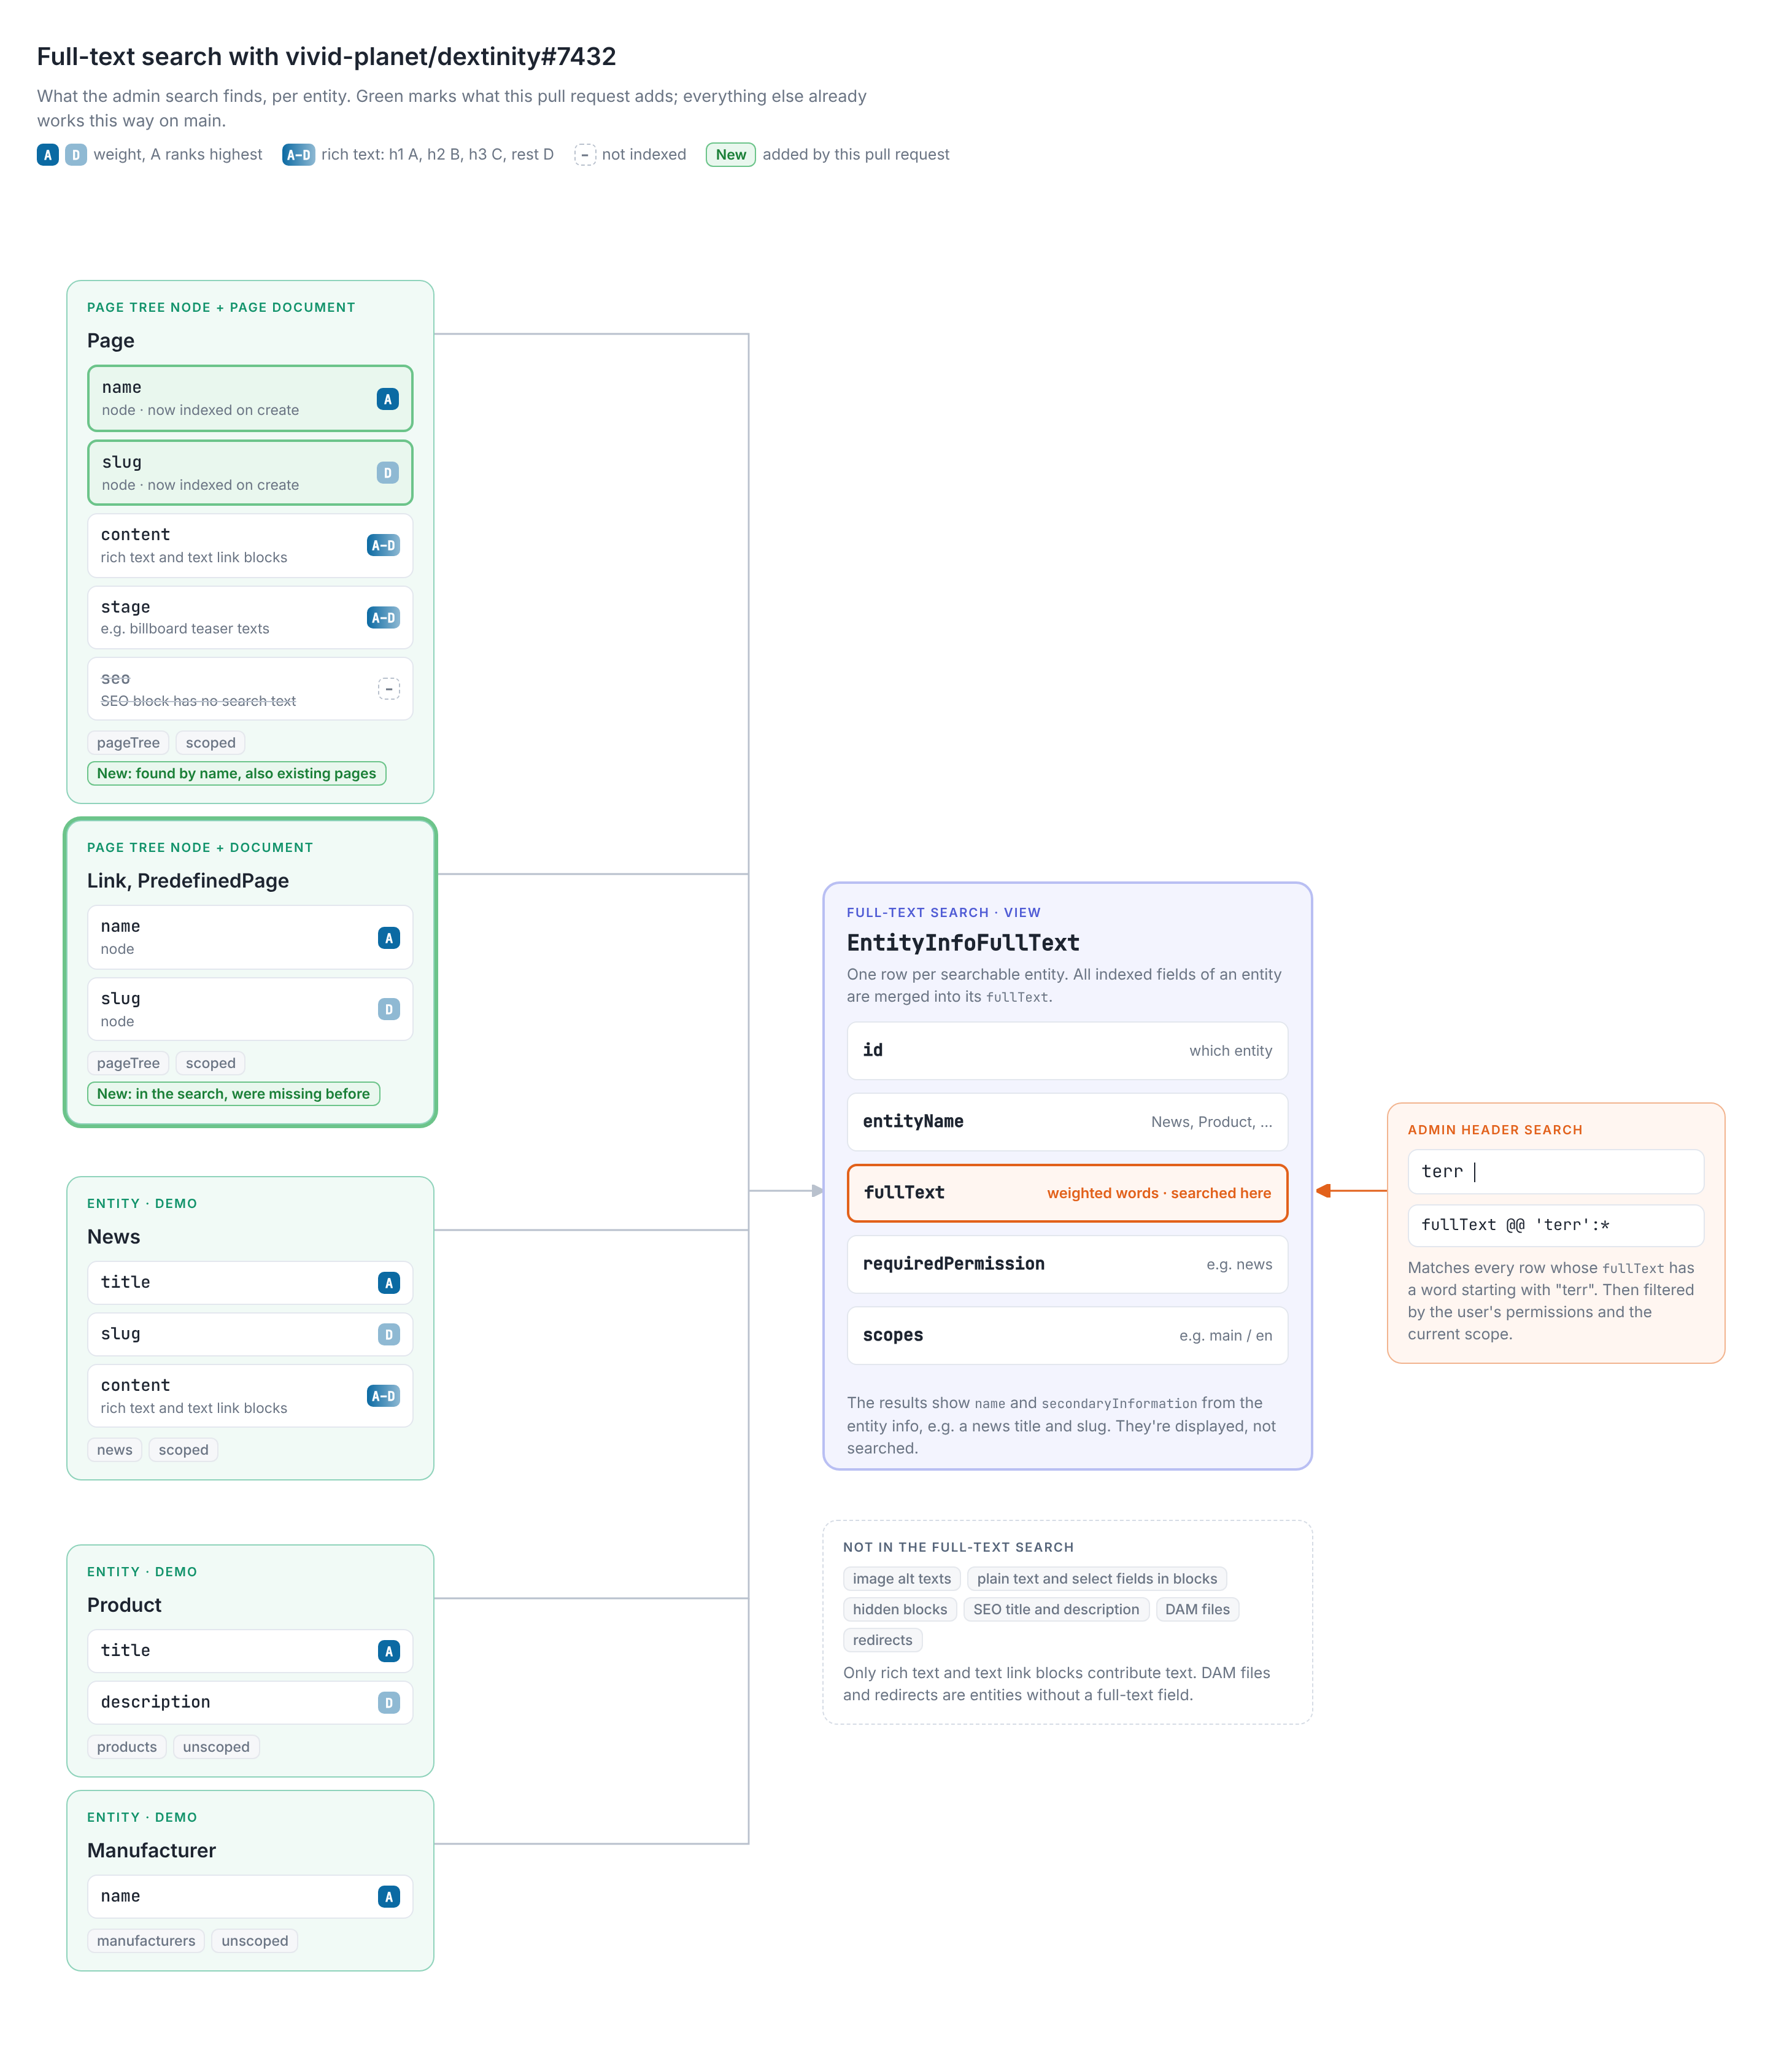 Full-text search with vivid-planet/dextinity#7432
What the admin search finds, per entity. Green marks what this pull request adds; everything else already
works this way on main.
A D weight, A ranks highest A–D rich text: h1 A, h2 B, h3 C, rest D – not indexed New added by this pull request
PAGE TREE NODE + PAGE DOCUMENT
Page
name
node · now indexed on create
A
slug
node · now indexed on create
D
content
rich text and text link blocks
A–D
stage
e.g. billboard teaser texts
A–D
seo
SEO block has no search text
–
pageTree scoped
New: found by name, also existing pages
PAGE TREE NODE + DOCUMENT
Link, PredefinedPage
name
node
A
slug
node
D
pageTree scoped
New: in the search, were missing before
ENTITY · DEMO
News
title A
slug D
content
rich text and text link blocks
A–D
news scoped
ENTITY · DEMO
Product
title A
description D
products unscoped
ENTITY · DEMO
Manufacturer
name A
manufacturers unscoped
FULL-TEXT SEARCH · VIEW
EntityInfoFullText
One row per searchable entity. All indexed fields of an entity
are merged into its fullText.
id which entity
entityName News, Product, ...
fullText weighted words · searched here
requiredPermission e.g. news
scopes e.g. main / en
The results show name and secondaryInformation from the
entity info, e.g. a news title and slug. They're displayed, not
searched.
NOT IN THE FULL-TEXT SEARCH
image alt texts plain text and select fields in blocks
hidden blocks SEO title and description DAM files
redirects
Only rich text and text link blocks contribute text. DAM files
and redirects are entities without a full-text field.
ADMIN HEADER SEARCH
terr
fullText @@ 'terr':*
Matches every row whose fullText has
a word starting with "terr". Then filtered
by the user's permissions and the
current scope.